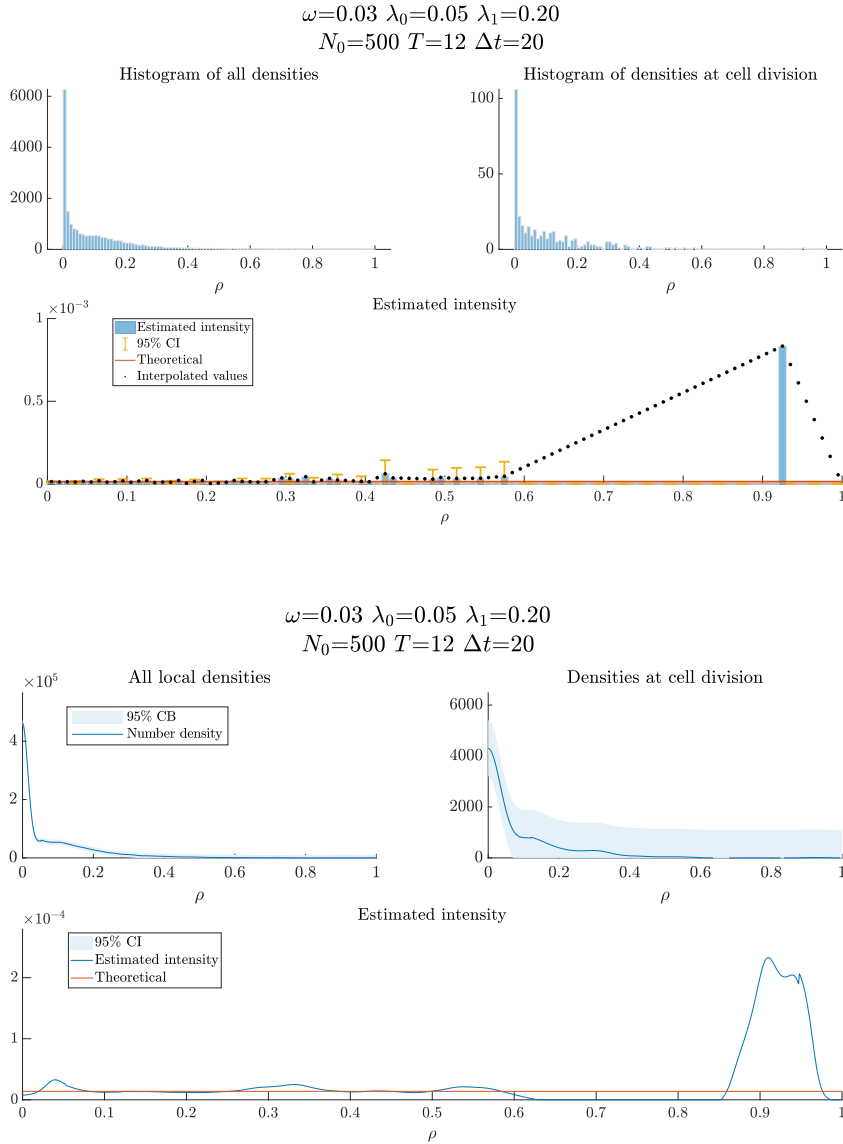 ω=0.03 λ₀=0.05 λ₁=0.20
N₀=500 T=12 Δt=20
Histogram of all densities
Histogram of densities at cell division
6000
4000
2000
0
0 0.2 0.4 0.6 0.8 1
ρ
100
50
0
0 0.2 0.4 0.6 0.8 1
ρ
Estimated intensity
×10⁻³
1
0.5
0
Estimated intensity
95% CI
Theoretical
Interpolated values
0 0.1 0.2 0.3 0.4 0.5 0.6 0.7 0.8 0.9 1
ρ
ω=0.03 λ₀=0.05 λ₁=0.20
N₀=500 T=12 Δt=20
All local densities
×10⁵
4
2
0
95% CB
Number density
0 0.2 0.4 0.6 0.8 1
ρ
Densities at cell division
6000
4000
2000
0
0 0.2 0.4 0.6 0.8 1
ρ
Estimated intensity
×10⁻⁴
2
1
0
95% CI
Estimated intensity
Theoretical
0 0.1 0.2 0.3 0.4 0.5 0.6 0.7 0.8 0.9 1
ρ